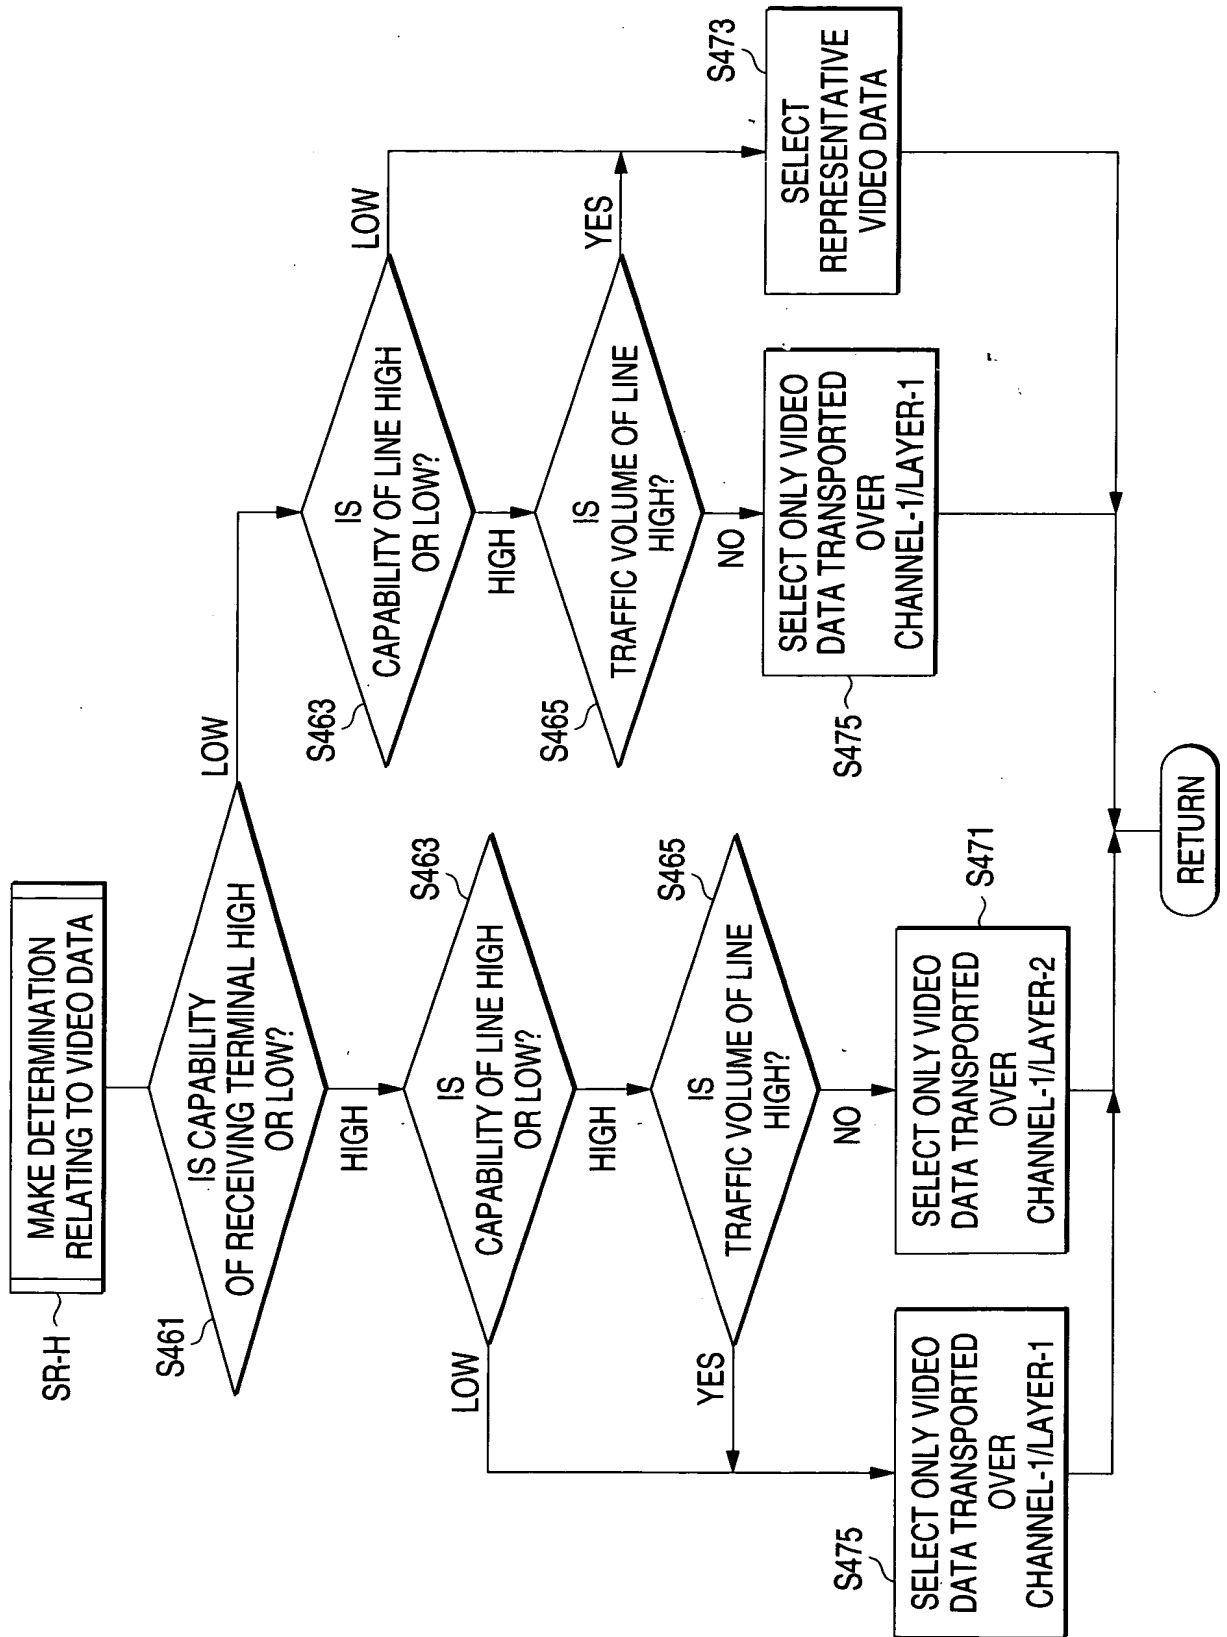 SR-H
MAKE DETERMINATION
RELATING TO VIDEO DATA
S461
IS CAPABILITY
OF RECEIVING TERMINAL HIGH
OR LOW?
LOW
HIGH
S463
IS
CAPABILITY OF LINE HIGH
OR LOW?
LOW
HIGH
S465
IS
TRAFFIC VOLUME OF LINE
HIGH?
YES
NO
S475
SELECT ONLY VIDEO
DATA TRANSPORTED
OVER
CHANNEL-1/LAYER-1
S471
SELECT ONLY VIDEO
DATA TRANSPORTED
OVER
CHANNEL-1/LAYER-2
S463
IS
CAPABILITY OF LINE HIGH
OR LOW?
LOW
HIGH
S465
IS
TRAFFIC VOLUME OF LINE
HIGH?
YES
NO
S475
SELECT ONLY VIDEO
DATA TRANSPORTED
OVER
CHANNEL-1/LAYER-1
S473
SELECT
REPRESENTATIVE
VIDEO DATA
RETURN